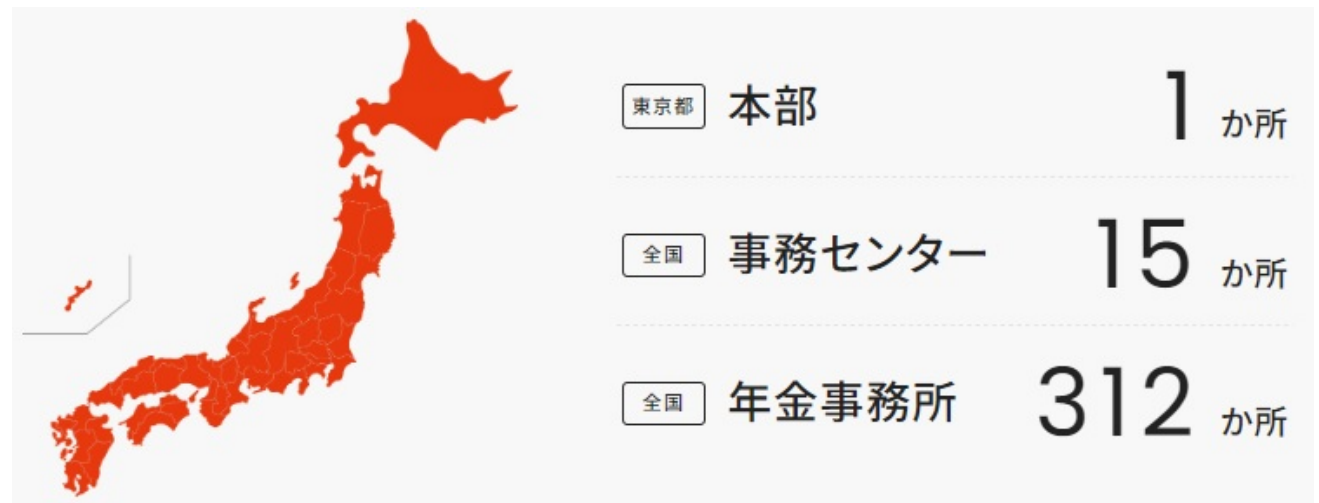 東京都 本部 1 か所
全国 事務センター 15 か所
全国 年金事務所 312 か所